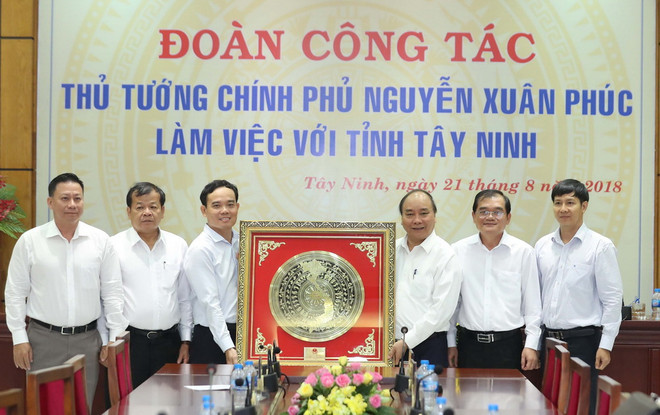 ĐOÀN CÔNG TÁC
THỦ TƯỚNG CHÍNH PHỦ NGUYỄN XUÂN PHÚC
LÀM VIỆC VỚI TỈNH TÂY NINH
Tây Ninh, ngày 21 tháng 8 năm 2018